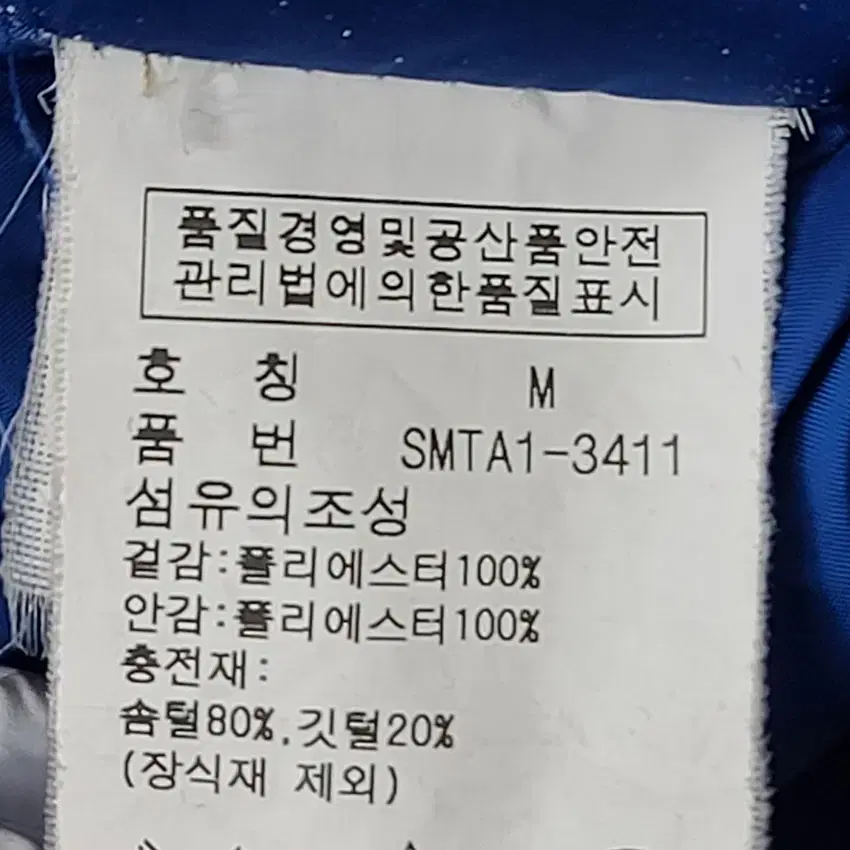 품질경영및공산품안전
관리법에의한품질표시
호 칭 M
품 번 SMTA1-3411
섬유의조성
겉감:폴리에스터100%
안감:폴리에스터100%
충전재:
솜털80%,깃털20%
(장식재 제외)